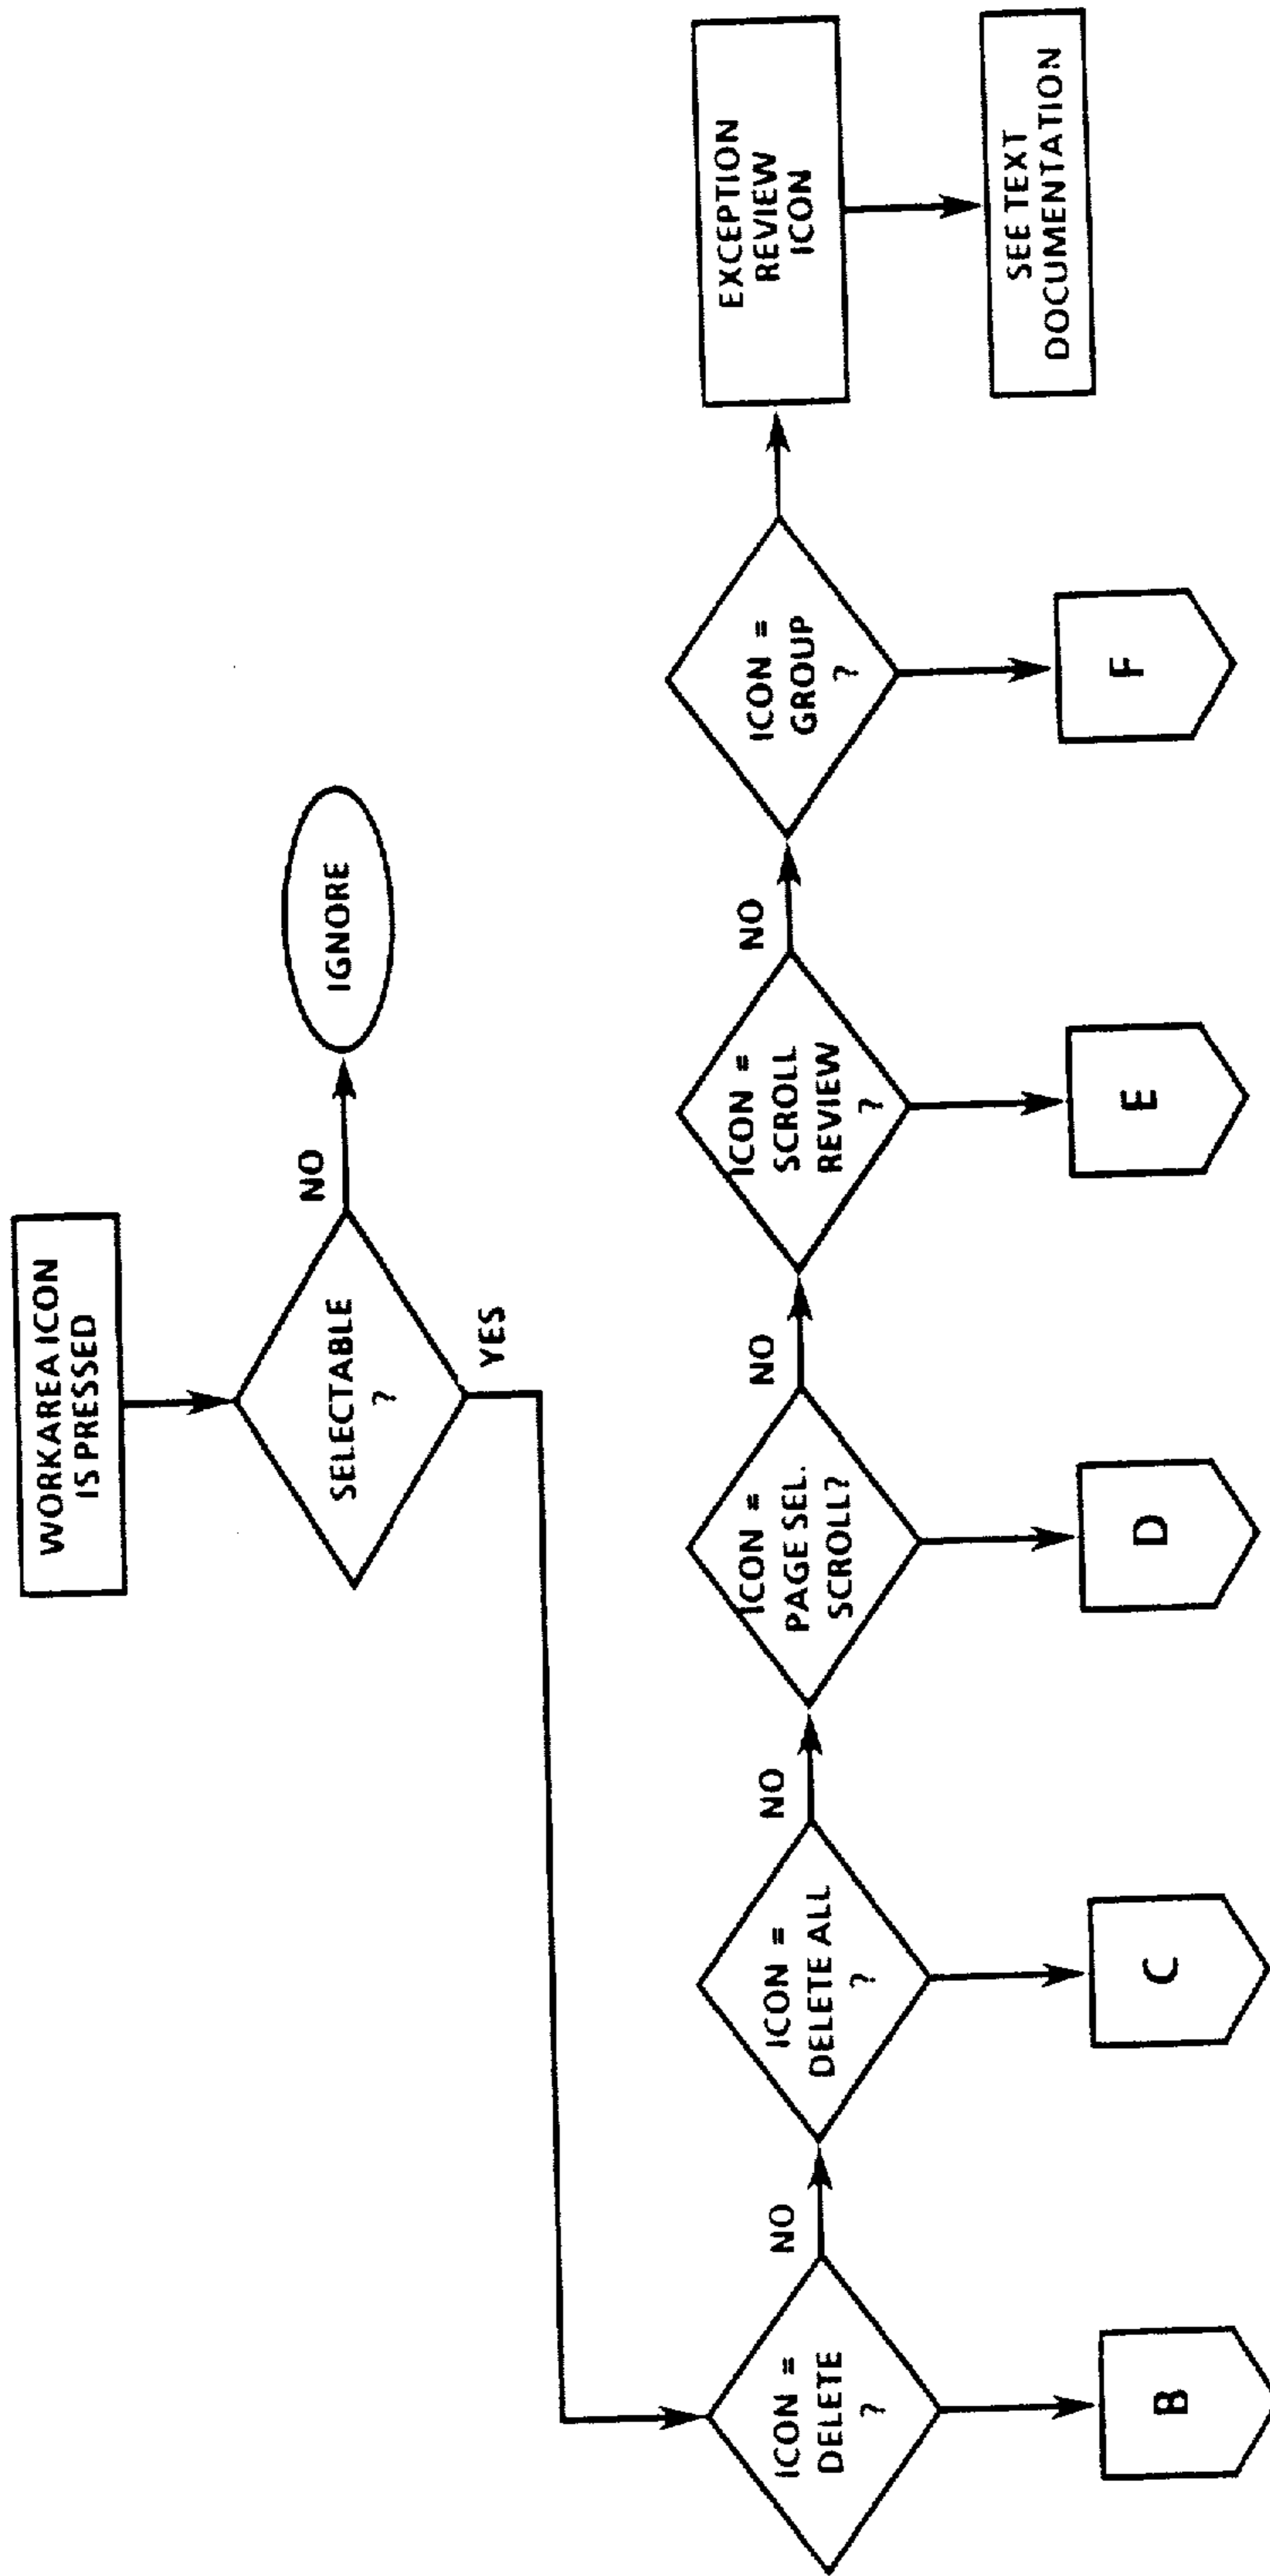 WORKAREA ICON
IS PRESSED
SELECTABLE
?
NO
IGNORE
YES
ICON =
DELETE
?
NO
ICON =
DELETE ALL
?
NO
ICON =
PAGE SEL.
SCROLL?
NO
ICON =
SCROLL
REVIEW
?
NO
ICON =
GROUP
?
EXCEPTION
REVIEW
ICON
SEE TEXT
DOCUMENTATION
B
C
D
E
F